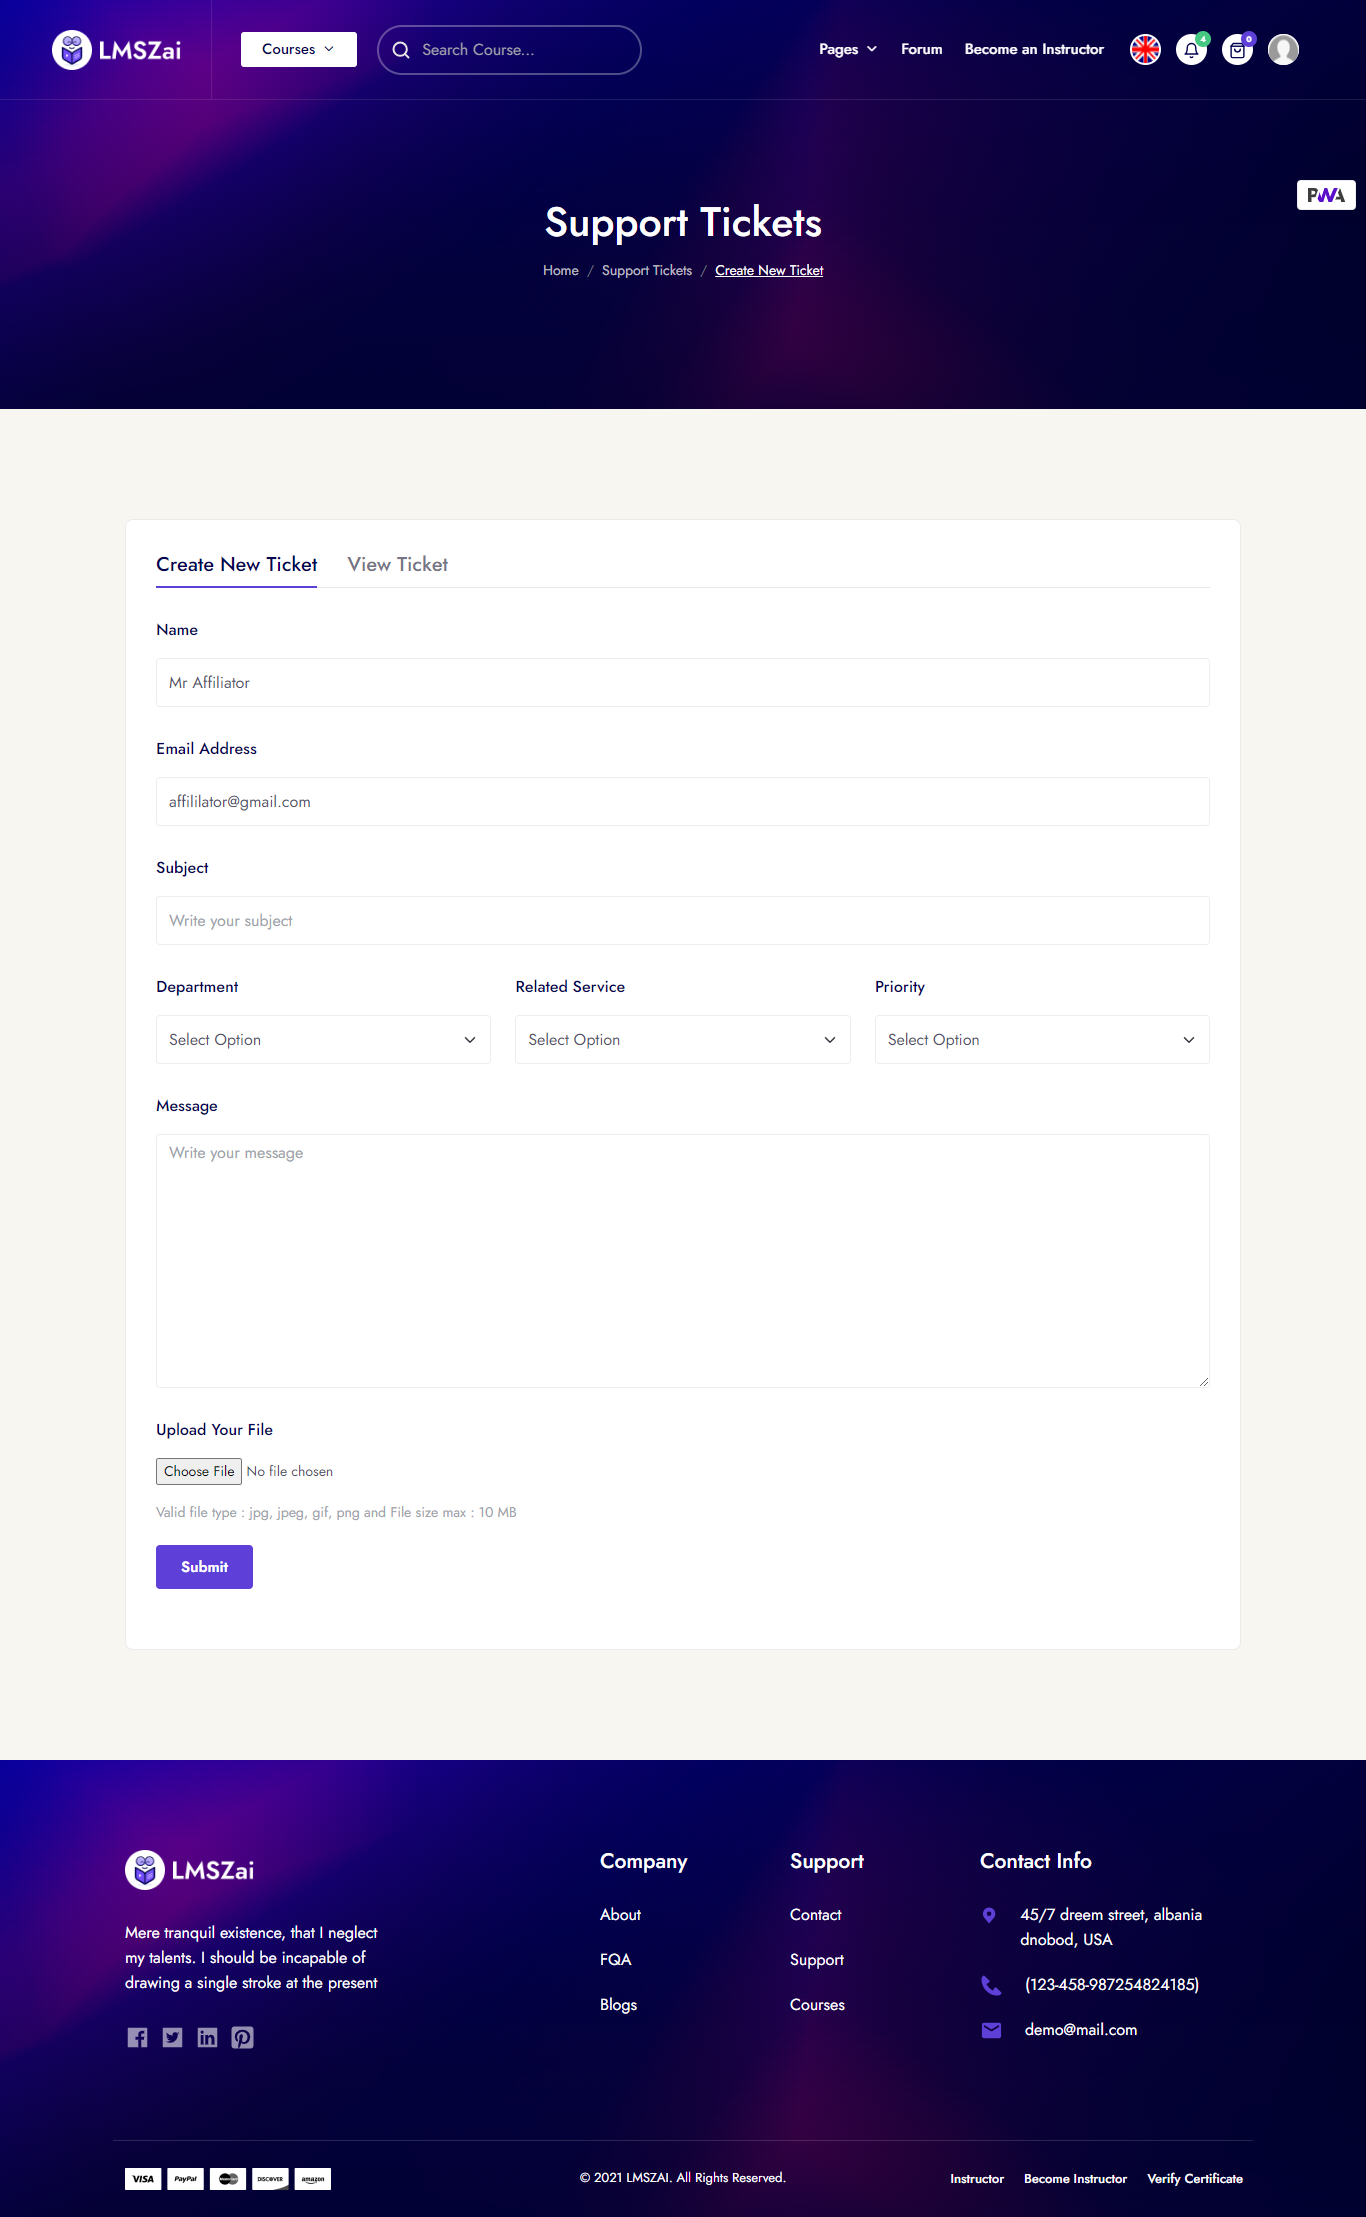 LMSZai
Courses
Search Course...
Pages
Forum
Become an Instructor
4
0
PWA
Support Tickets
Home / Support Tickets / Create New Ticket
Create New Ticket
View Ticket
Name
Mr Affiliator
Email Address
affililator@gmail.com
Subject
Write your subject
Department
Related Service
Priority
Select Option
Select Option
Select Option
Message
Write your message
Upload Your File
Choose File No file chosen
Valid file type : jpg, jpeg, gif, png and File size max : 10 MB
Submit
LMSZai
Mere tranquil existence, that I neglect
my talents. I should be incapable of
drawing a single stroke at the present
Company
About
FQA
Blogs
Support
Contact
Support
Courses
Contact Info
45/7 dreem street, albania
dnobod, USA
(123-458-987254824185)
demo@mail.com
VISA
PayPal
DISCOVER
amazon
© 2021 LMSZAI. All Rights Reserved.
Instructor
Become Instructor
Verify Certificate